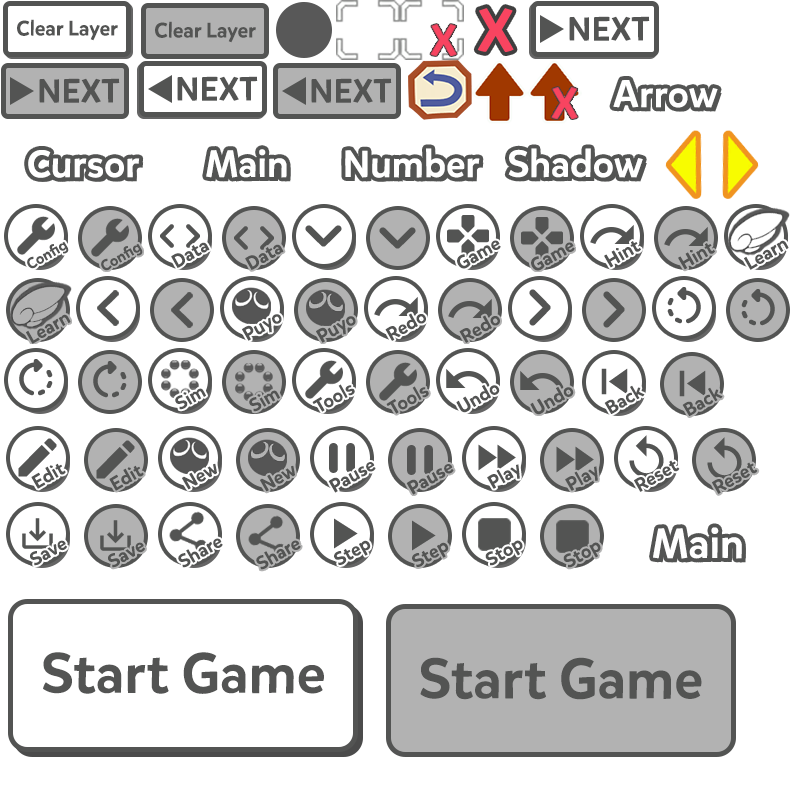 Clear Layer
Clear Layer
X
X
▶NEXT
▶NEXT
◀NEXT
◀NEXT
X
Arrow
Cursor
Main
Number
Shadow
Config
Config
Data
Data
Game
Game
Hint
Hint
Learn
Learn
Puyo
Puyo
Redo
Redo
Sim
Sim
Tools
Tools
Undo
Undo
Back
Back
Edit
Edit
New
New
Pause
Pause
Play
Play
Reset
Reset
Save
Save
Share
Share
Step
Step
Stop
Stop
Main
Start Game
Start Game